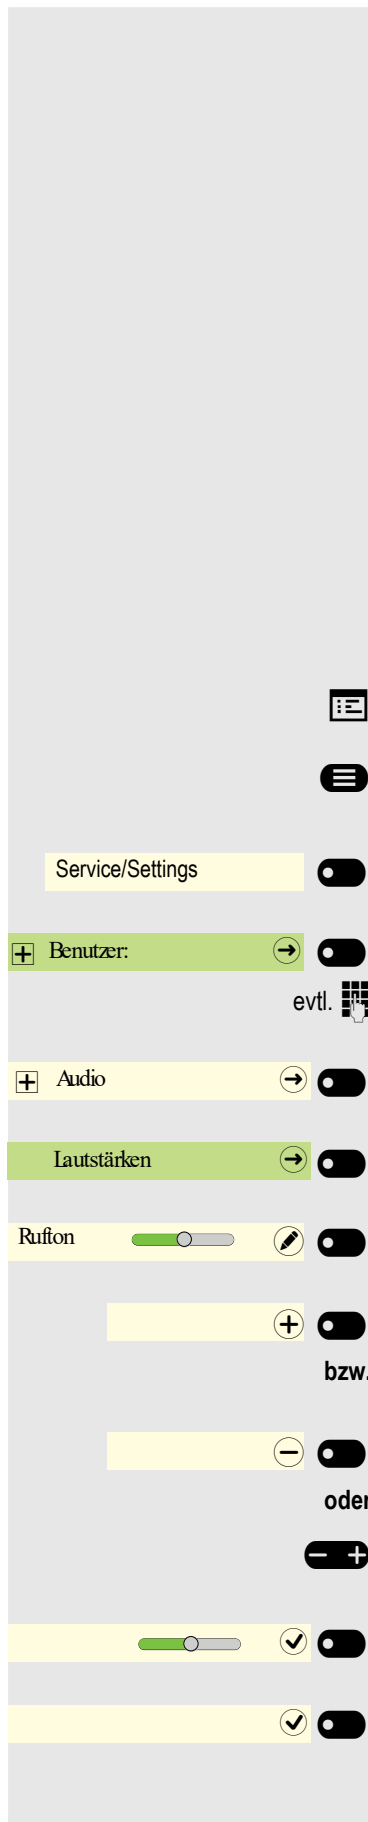 Service/Settings
Benutzer:
evtl.
Audio
Lautstärken
Rufton
bzw.
oder